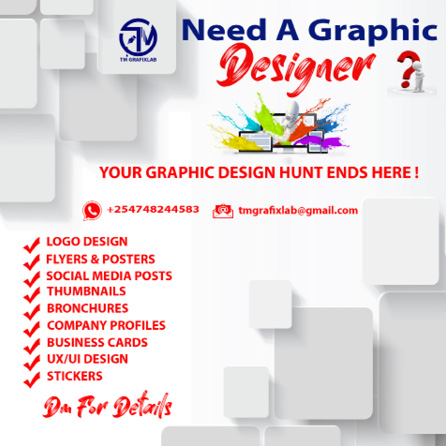 TM GRAFIXLAB
Need A Graphic
Designer ?
YOUR GRAPHIC DESIGN HUNT ENDS HERE !
+254748244583 tmgrafixlab@gmail.com
LOGO DESIGN
FLYERS & POSTERS
SOCIAL MEDIA POSTS
THUMBNAILS
BRONCHURES
COMPANY PROFILES
BUSINESS CARDS
UX/UI DESIGN
STICKERS
Dm For Details